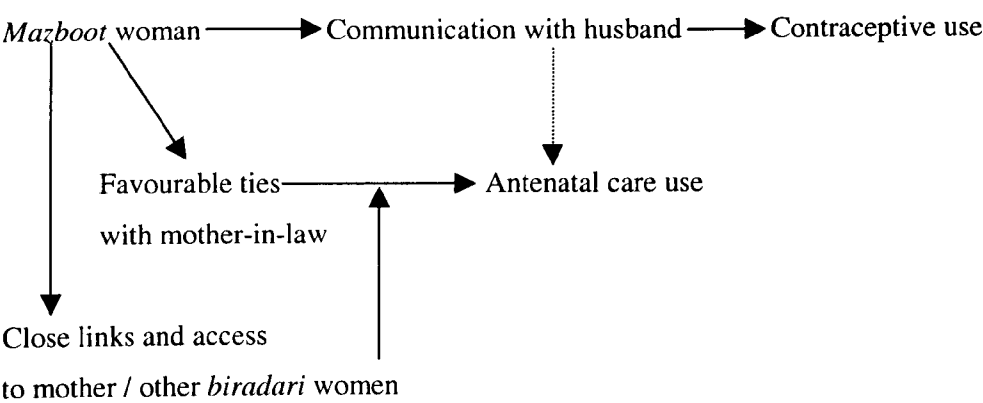 Mazboot woman Communication with husband Contraceptive use
Favourable ties Antenatal care use
with mother-in-law
Close links and access
to mother / other biradari women